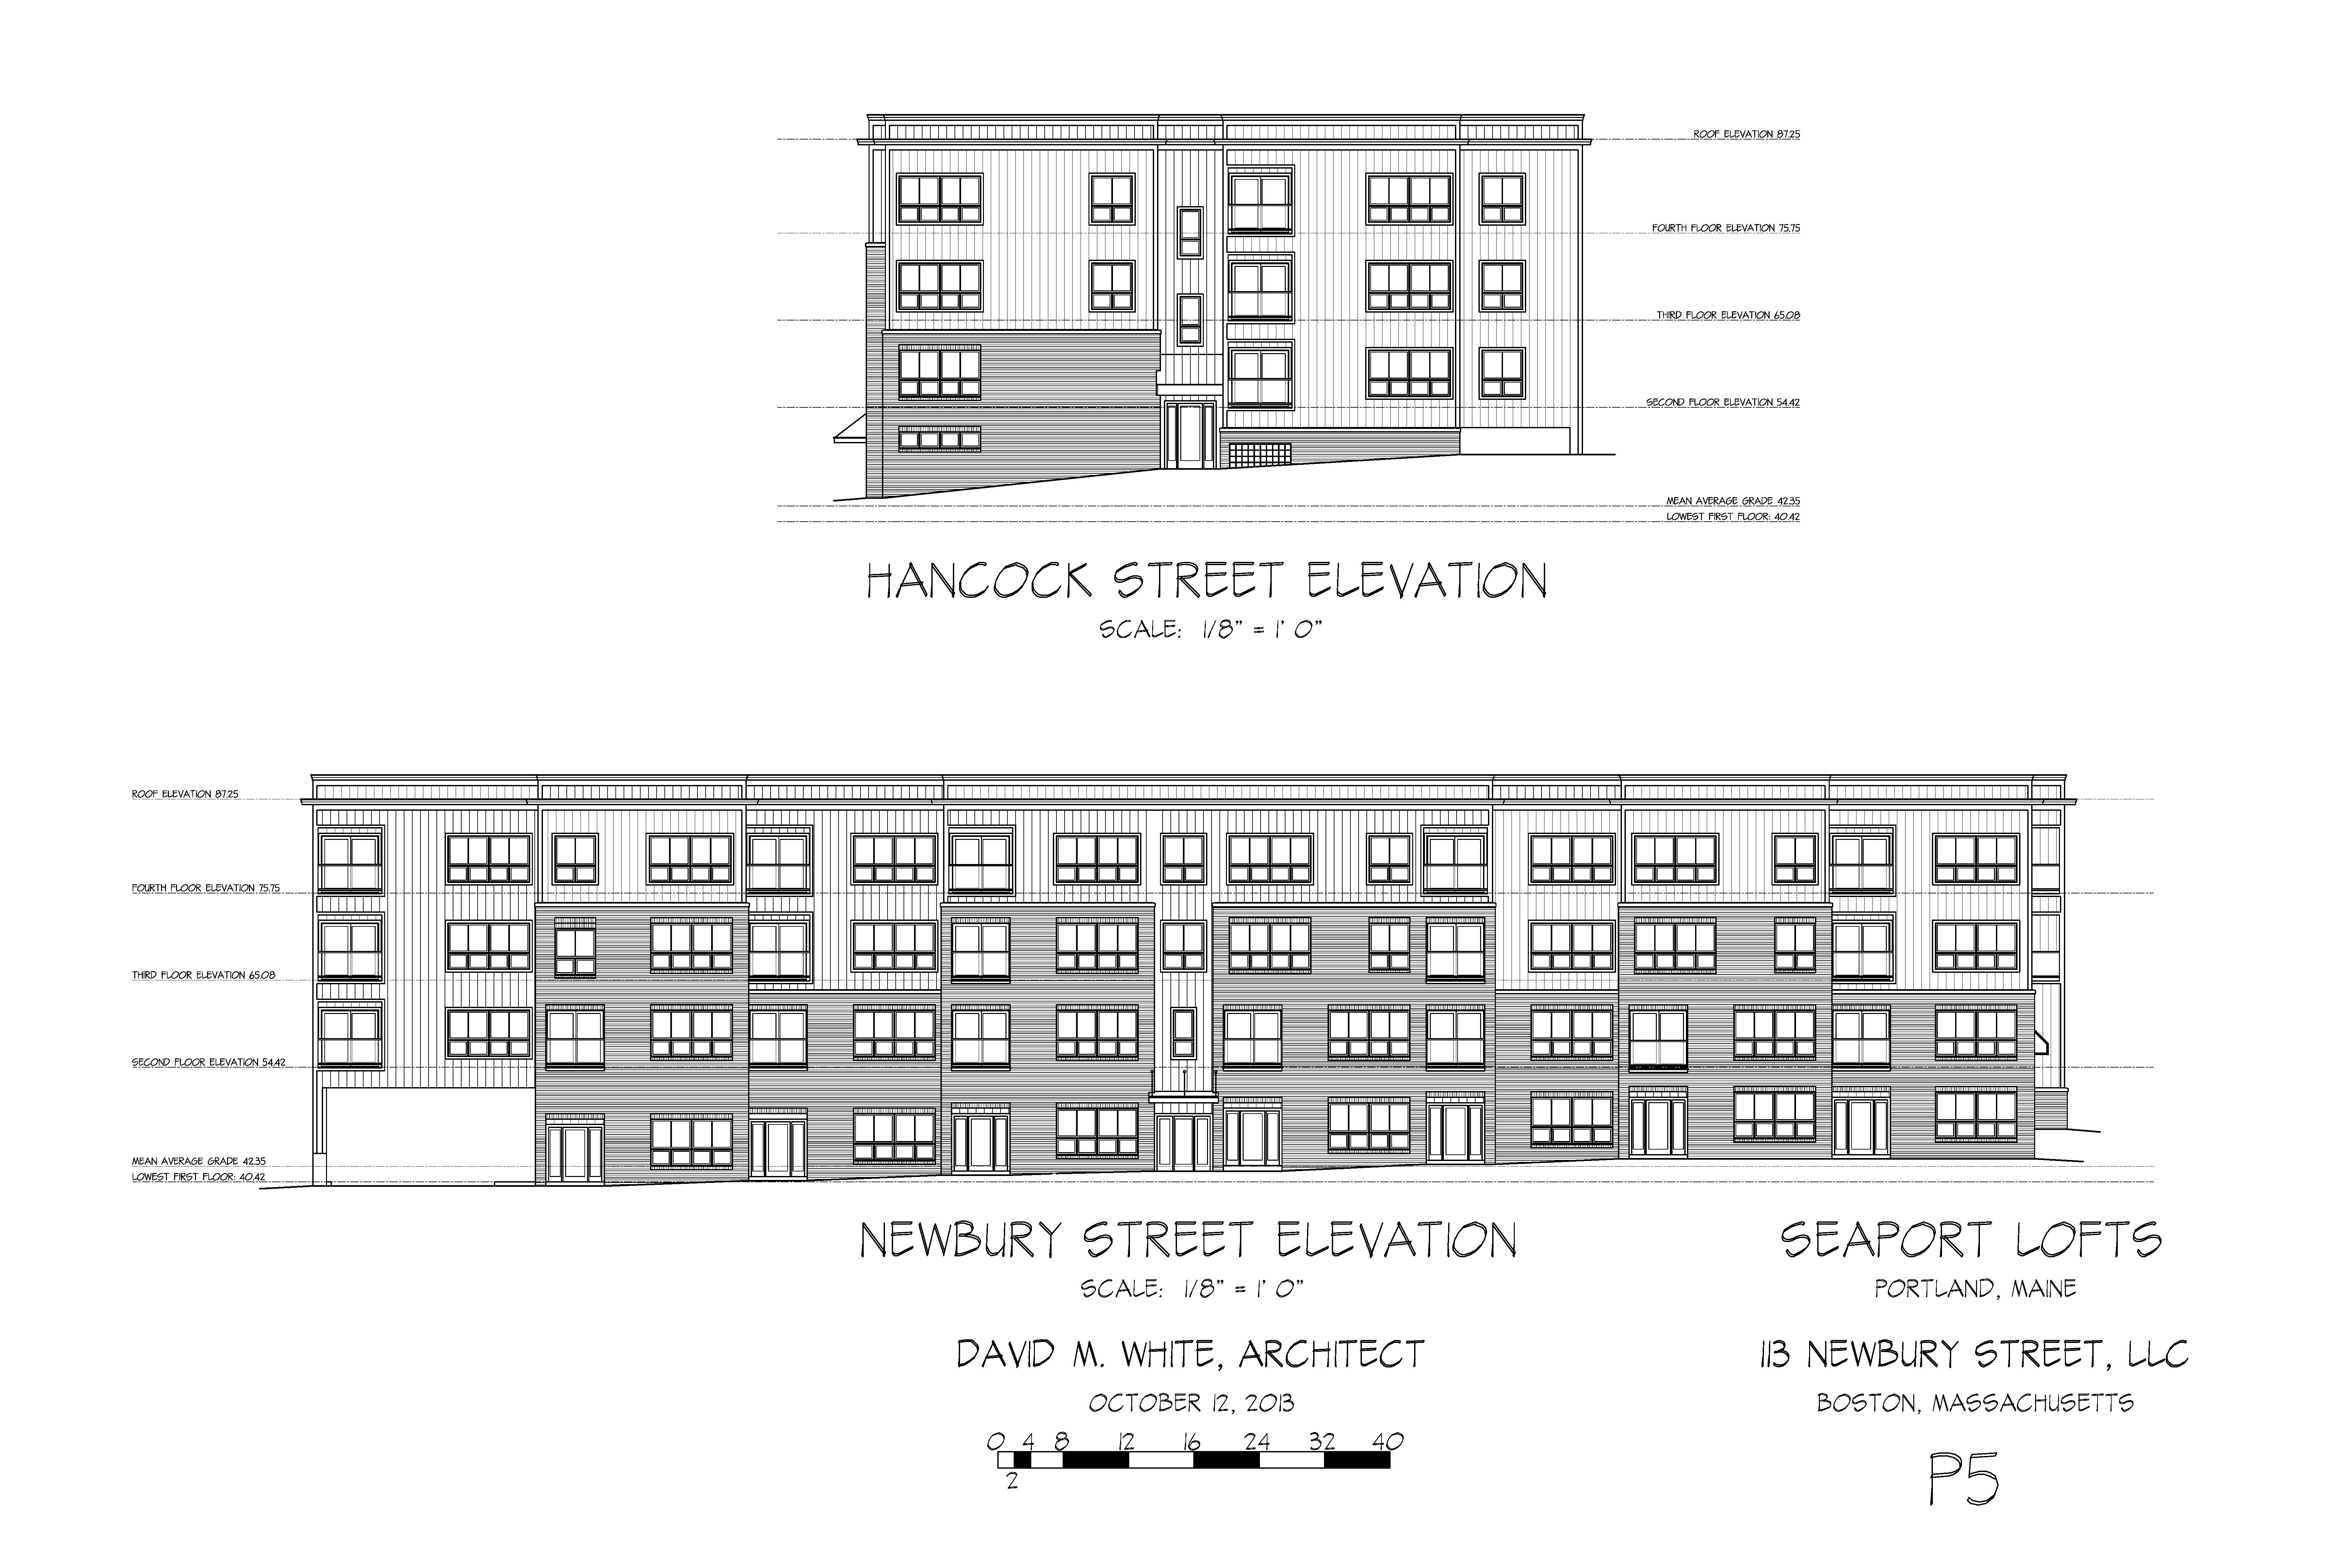 ROOF ELEVATION 87.25
FOURTH FLOOR ELEVATION 75.75
THIRD FLOOR ELEVATION 65.08
SECOND FLOOR ELEVATION 54.42
MEAN AVERAGE GRADE 42.35
LOWEST FIRST FLOOR: 40.42
HANCOCK STREET ELEVATION
SCALE: 1/8" = 1' 0"
ROOF ELEVATION 87.25
FOURTH FLOOR ELEVATION 75.75
THIRD FLOOR ELEVATION 65.08
SECOND FLOOR ELEVATION 54.42
MEAN AVERAGE GRADE 42.35
LOWEST FIRST FLOOR: 40.42
NEWBURY STREET ELEVATION
SCALE: 1/8" = 1' 0"
DAVID M. WHITE, ARCHITECT
OCTOBER 12, 2013
0 4 8 12 16 24 32 40
2
SEAPORT LOFTS
PORTLAND, MAINE
113 NEWBURY STREET, LLC
BOSTON, MASSACHUSETTS
P5